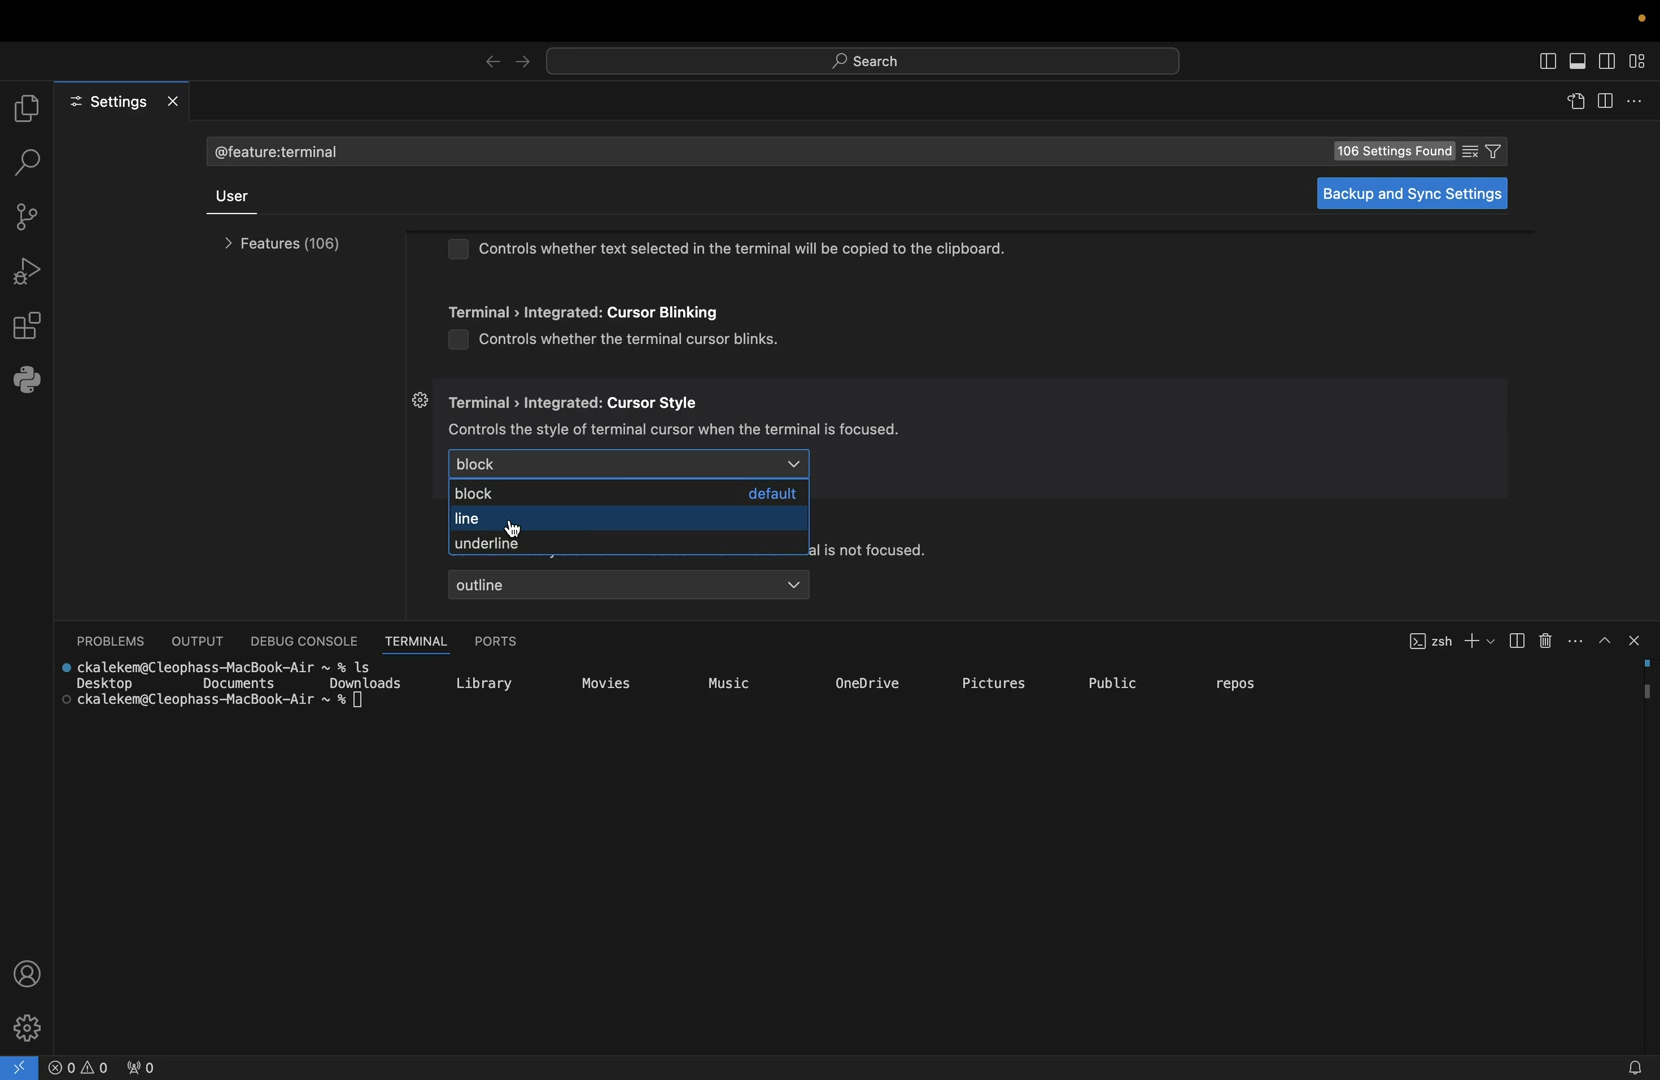 Search
Settings
@feature:terminal
106 Settings Found
User
Backup and Sync Settings
Features (106)
Controls whether text selected in the terminal will be copied to the clipboard.
Terminal › Integrated: Cursor Blinking
Controls whether the terminal cursor blinks.
Terminal › Integrated: Cursor Style
Controls the style of terminal cursor when the terminal is focused.
block
block default
line
underline
al is not focused.
outline
PROBLEMS OUTPUT DEBUG CONSOLE TERMINAL PORTS
zsh
ckalekem@Cleophass-MacBook-Air ~ % ls
Desktop Documents Downloads Library Movies Music OneDrive Pictures Public repos
ckalekem@Cleophass-MacBook-Air ~ %
0 0 0